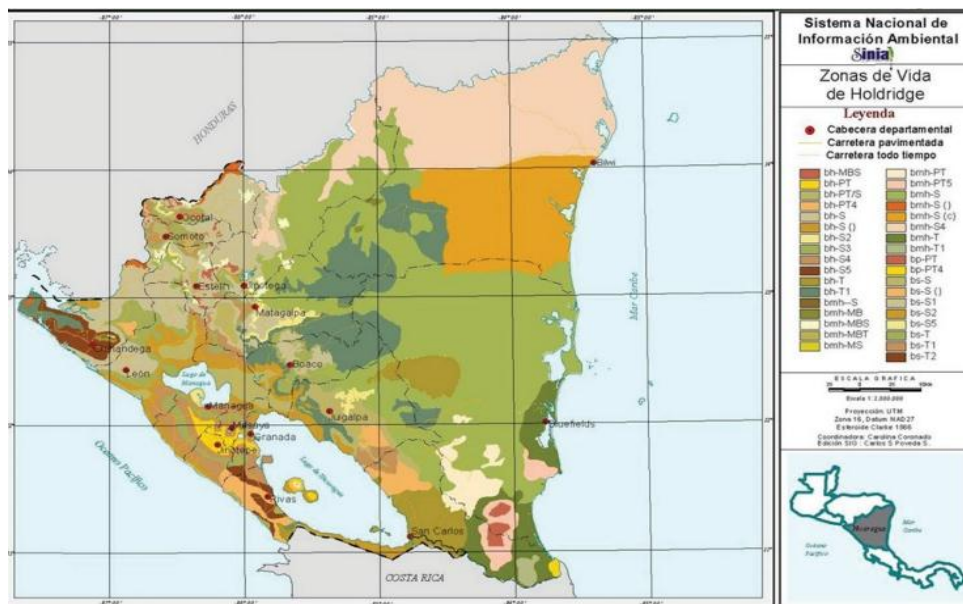 HONDURAS
Bilwi
Ocotal
Somoto
Esteli
Jinotega
Matagalpa
Mar Caribe
Chinandega
Boaco
León
Lago de
Managua
Managua
Juigalpa
Masaya
Granada
Jinotepe
Bluefields
Oceano Pacífico
Lago de Nicaragua
Rivas
San Carlos
COSTA RICA
Sistema Nacional de
Información Ambiental
Sinia
Zonas de Vida
de Holdridge
Leyenda
Cabecera departamental
Carretera pavimentada
Carretera todo tiempo
bh-MBS
bh-PT
bh-PT/S
bh-PT4
bh-S
bh-S ()
bh-S2
bh-S3
bh-S4
bh-S5
bh-T
bh-T1
bmh--S
bmh-MB
bmh-MBS
bmh-MBT
bmh-MS
bmh-PT
bmh-PT5
bmh-S
bmh-S ()
bmh-S (c)
bmh-S4
bmh-T
bmh-T1
bp-PT
bp-PT4
bs-S
bs-S ()
bs-S1
bs-S2
bs-S5
bs-T
bs-T1
bs-T2
ESCALA GRAFICA
Proyección UTM
Zona 16, Datum NAD27
Esferoide Clarke 1866
Coordinadora: Carolina Coronado
Edición SIG : Carlos S Poveda S.
Nicaragua
Mar
Caribe
Océano
Pacífico